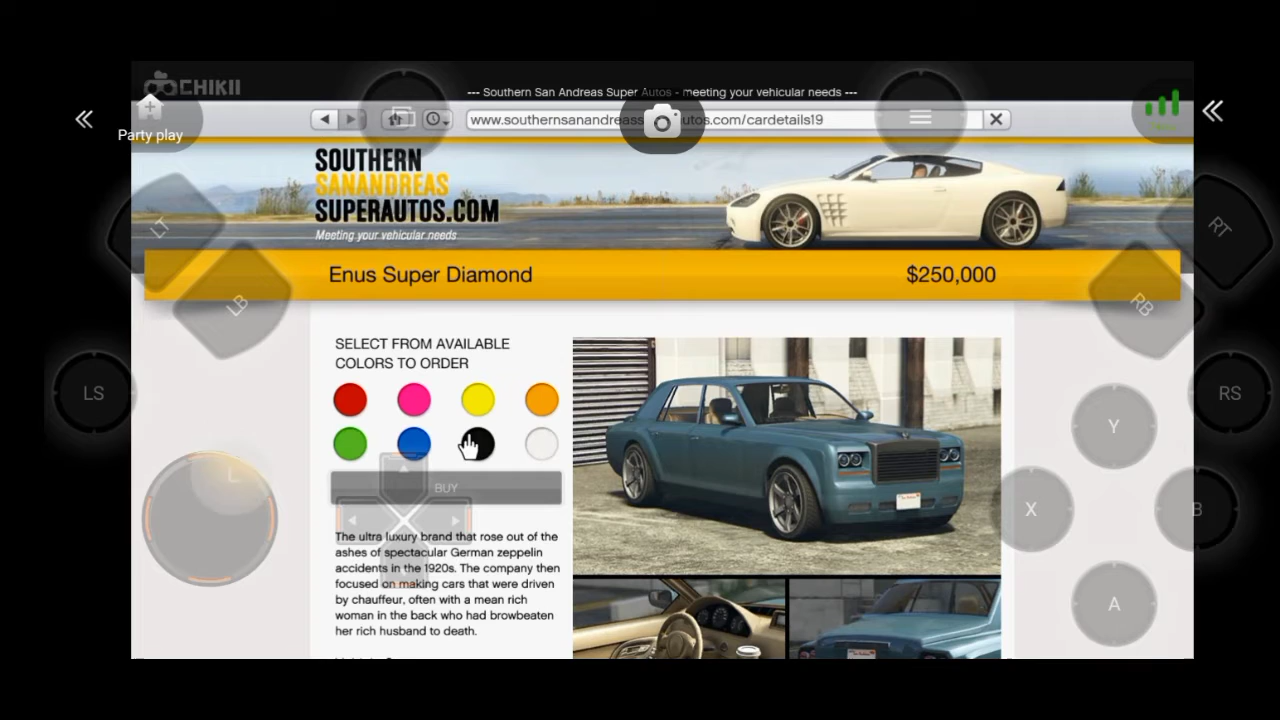 CHIKII
--- Southern San Andreas Super Autos - meeting your vehicular needs ---
Party play
www.southernsanandreass utos.com/cardetails19
SOUTHERN
SANANDREAS
SUPERAUTOS.COM
Meeting your vehicular needs
LT
RT
LB
RB
Enus Super Diamond
$250,000
SELECT FROM AVAILABLE
COLORS TO ORDER
LS
RS
Y
BUY
L
X
B
The ultra luxury brand that rose out of the
ashes of spectacular German zeppelin
accidents in the 1920s. The company then
focused on making cars that were driven
by chauffeur, often with a mean rich
woman in the back who had browbeaten
her rich husband to death.
A